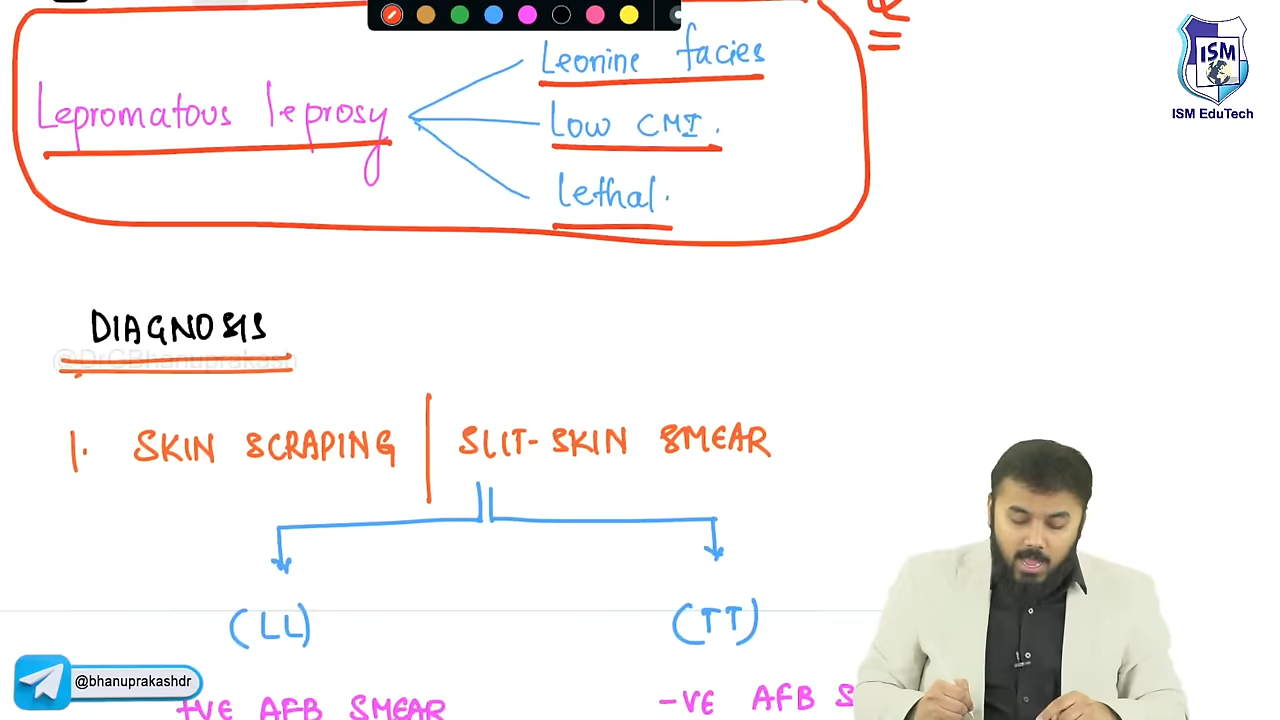 Leonine facies
ISM
ISM EduTech
Lepromatous leprosy
Low CMI.
Lethal.
DIAGNOSIS
@DrGBhanuprakash
1. SKIN SCRAPING | SLIT-SKIN SMEAR
(LL) (TT)
@bhanuprakashdr
+VE AFB SMEAR -VE AFB S